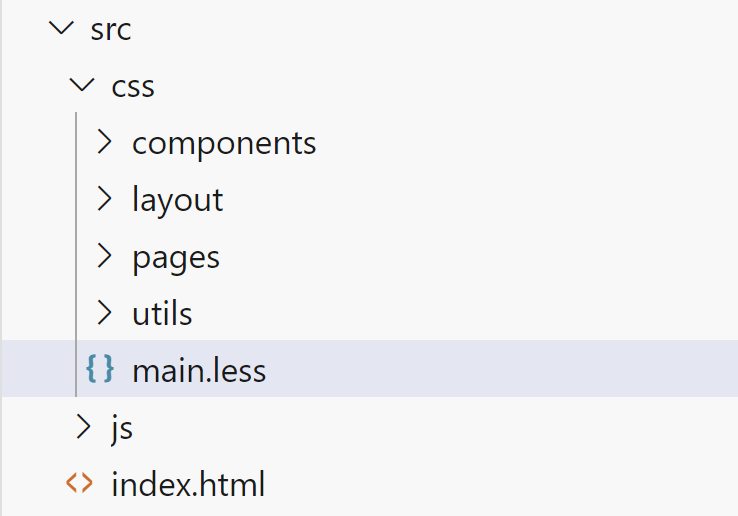 src
css
components
layout
pages
utils
{} main.less
js
<> index.html